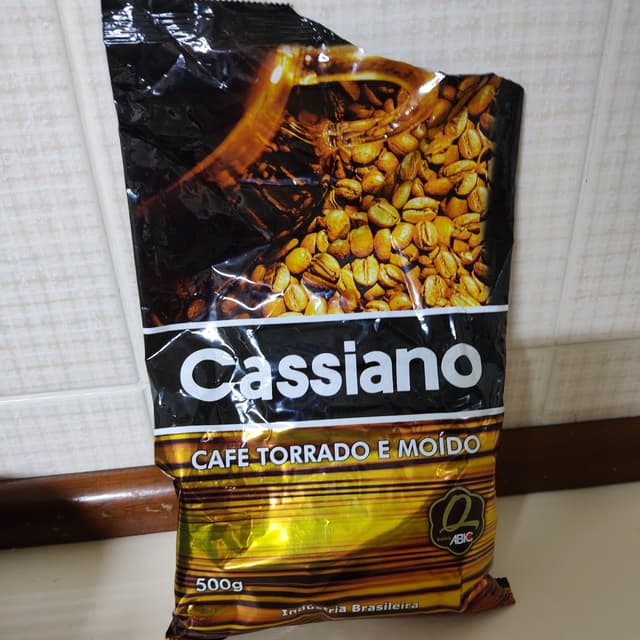 Cassiano
CAFÉ TORRADO E MOÍDO
Q
ABIC
500g
Indústria Brasileira